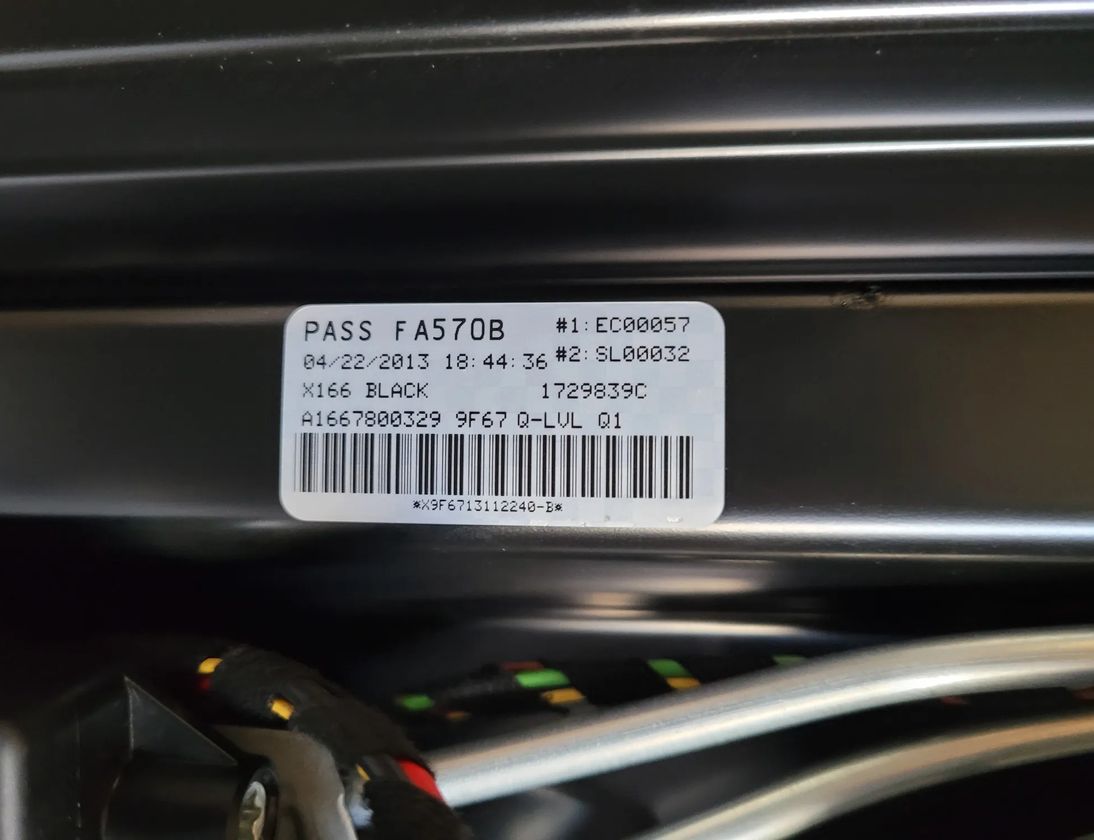 PASS FA570B #1:EC00057
04/22/2013 18:44:36 #2:SL00032
X166 BLACK 1729839C
A1667800329 9F67 Q-LVL Q1
*X9F6713112240-B*